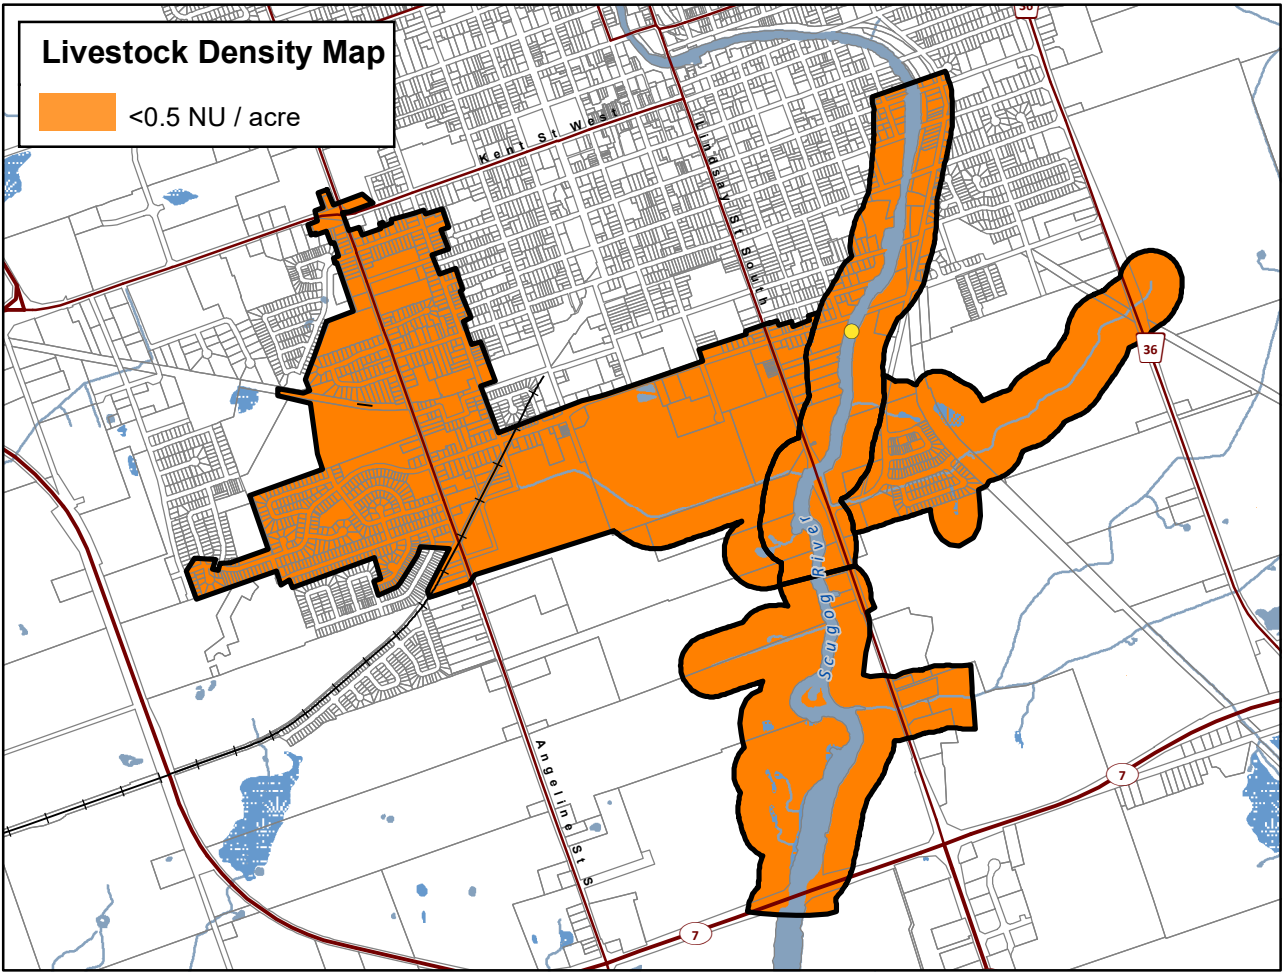 Livestock Density Map
<0.5 NU / acre
36
Kent St West
Lindsay St South
36
Scugog River
Angeline St S
7
7